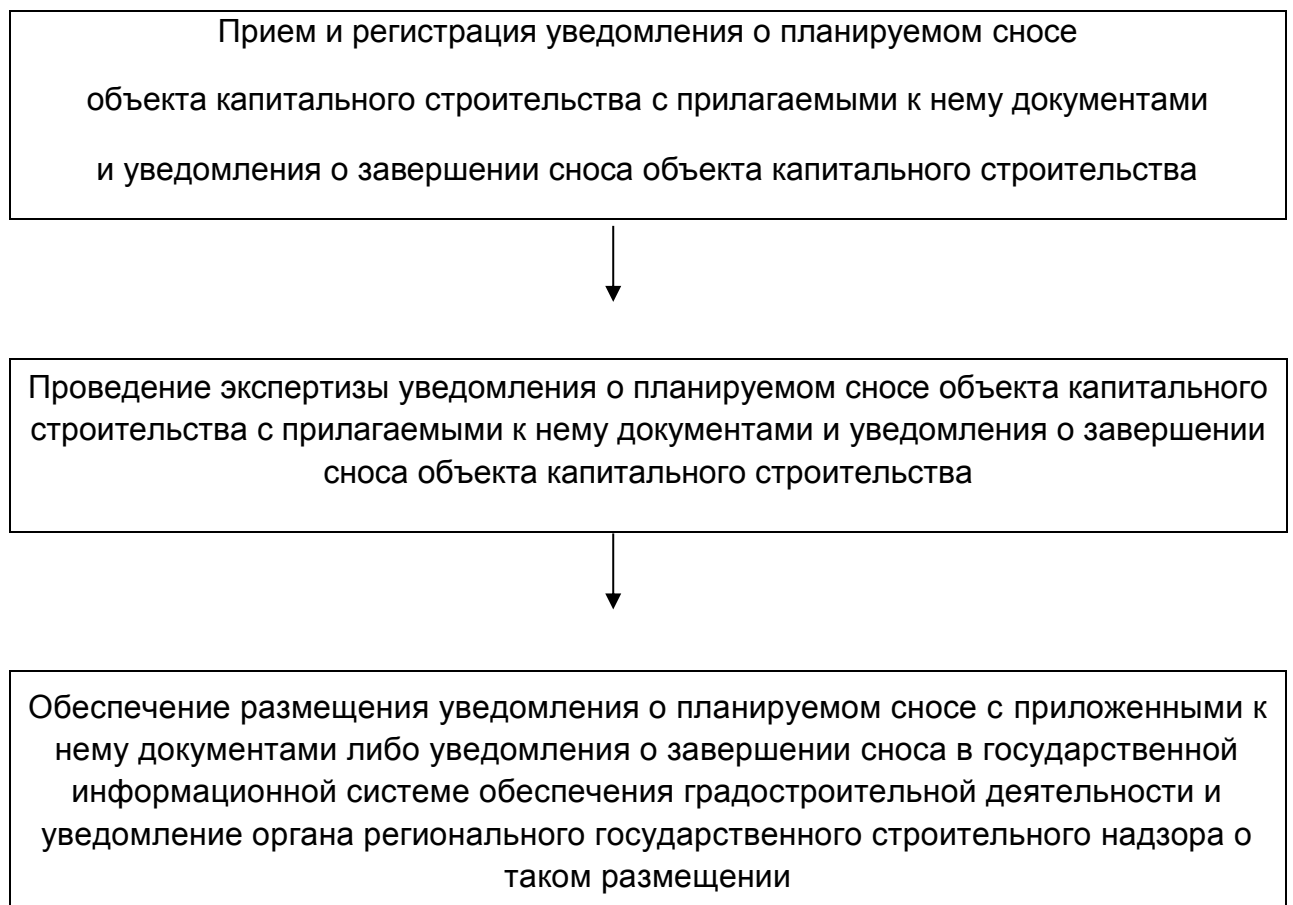 Прием и регистрация уведомления о планируемом сносе
объекта капитального строительства с прилагаемыми к нему документами
и уведомления о завершении сноса объекта капитального строительства
Проведение экспертизы уведомления о планируемом сносе объекта капитального
строительства с прилагаемыми к нему документами и уведомления о завершении
сноса объекта капитального строительства
Обеспечение размещения уведомления о планируемом сносе с приложенными к
нему документами либо уведомления о завершении сноса в государственной
информационной системе обеспечения градостроительной деятельности и
уведомление органа регионального государственного строительного надзора о
таком размещении